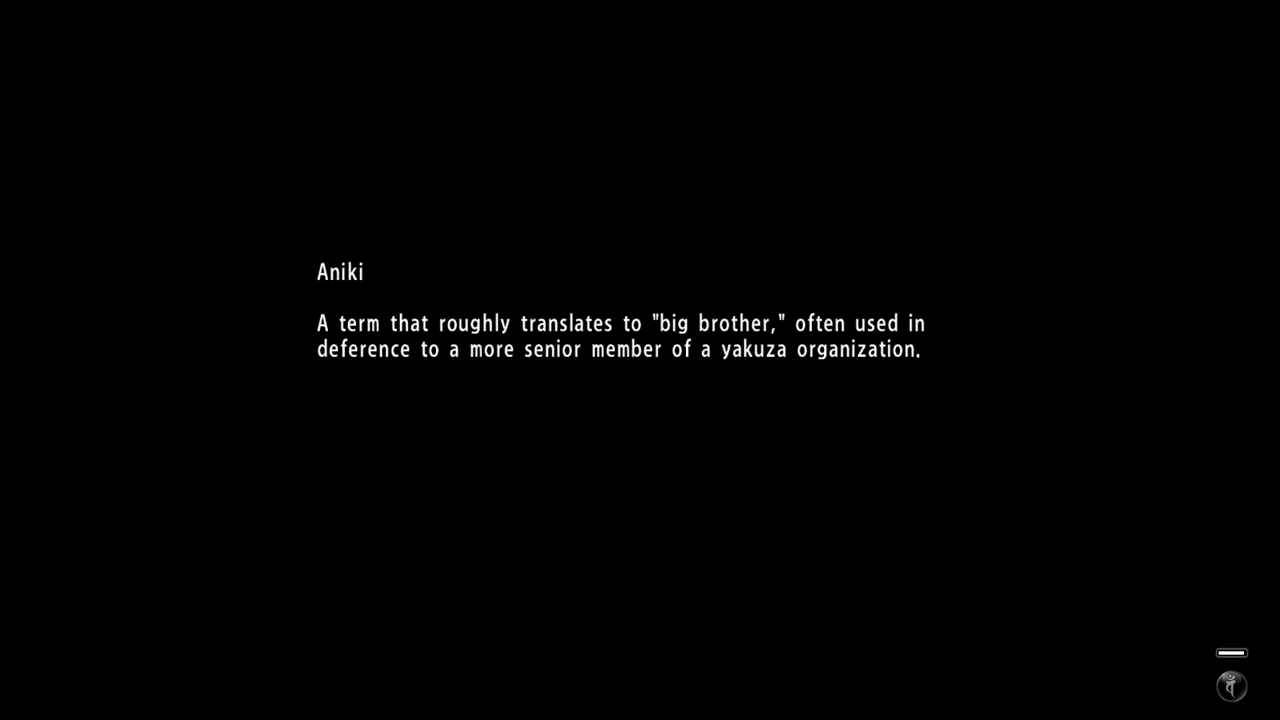 Aniki
A term that roughly translates to "big brother," often used in
deference to a more senior member of a yakuza organization.